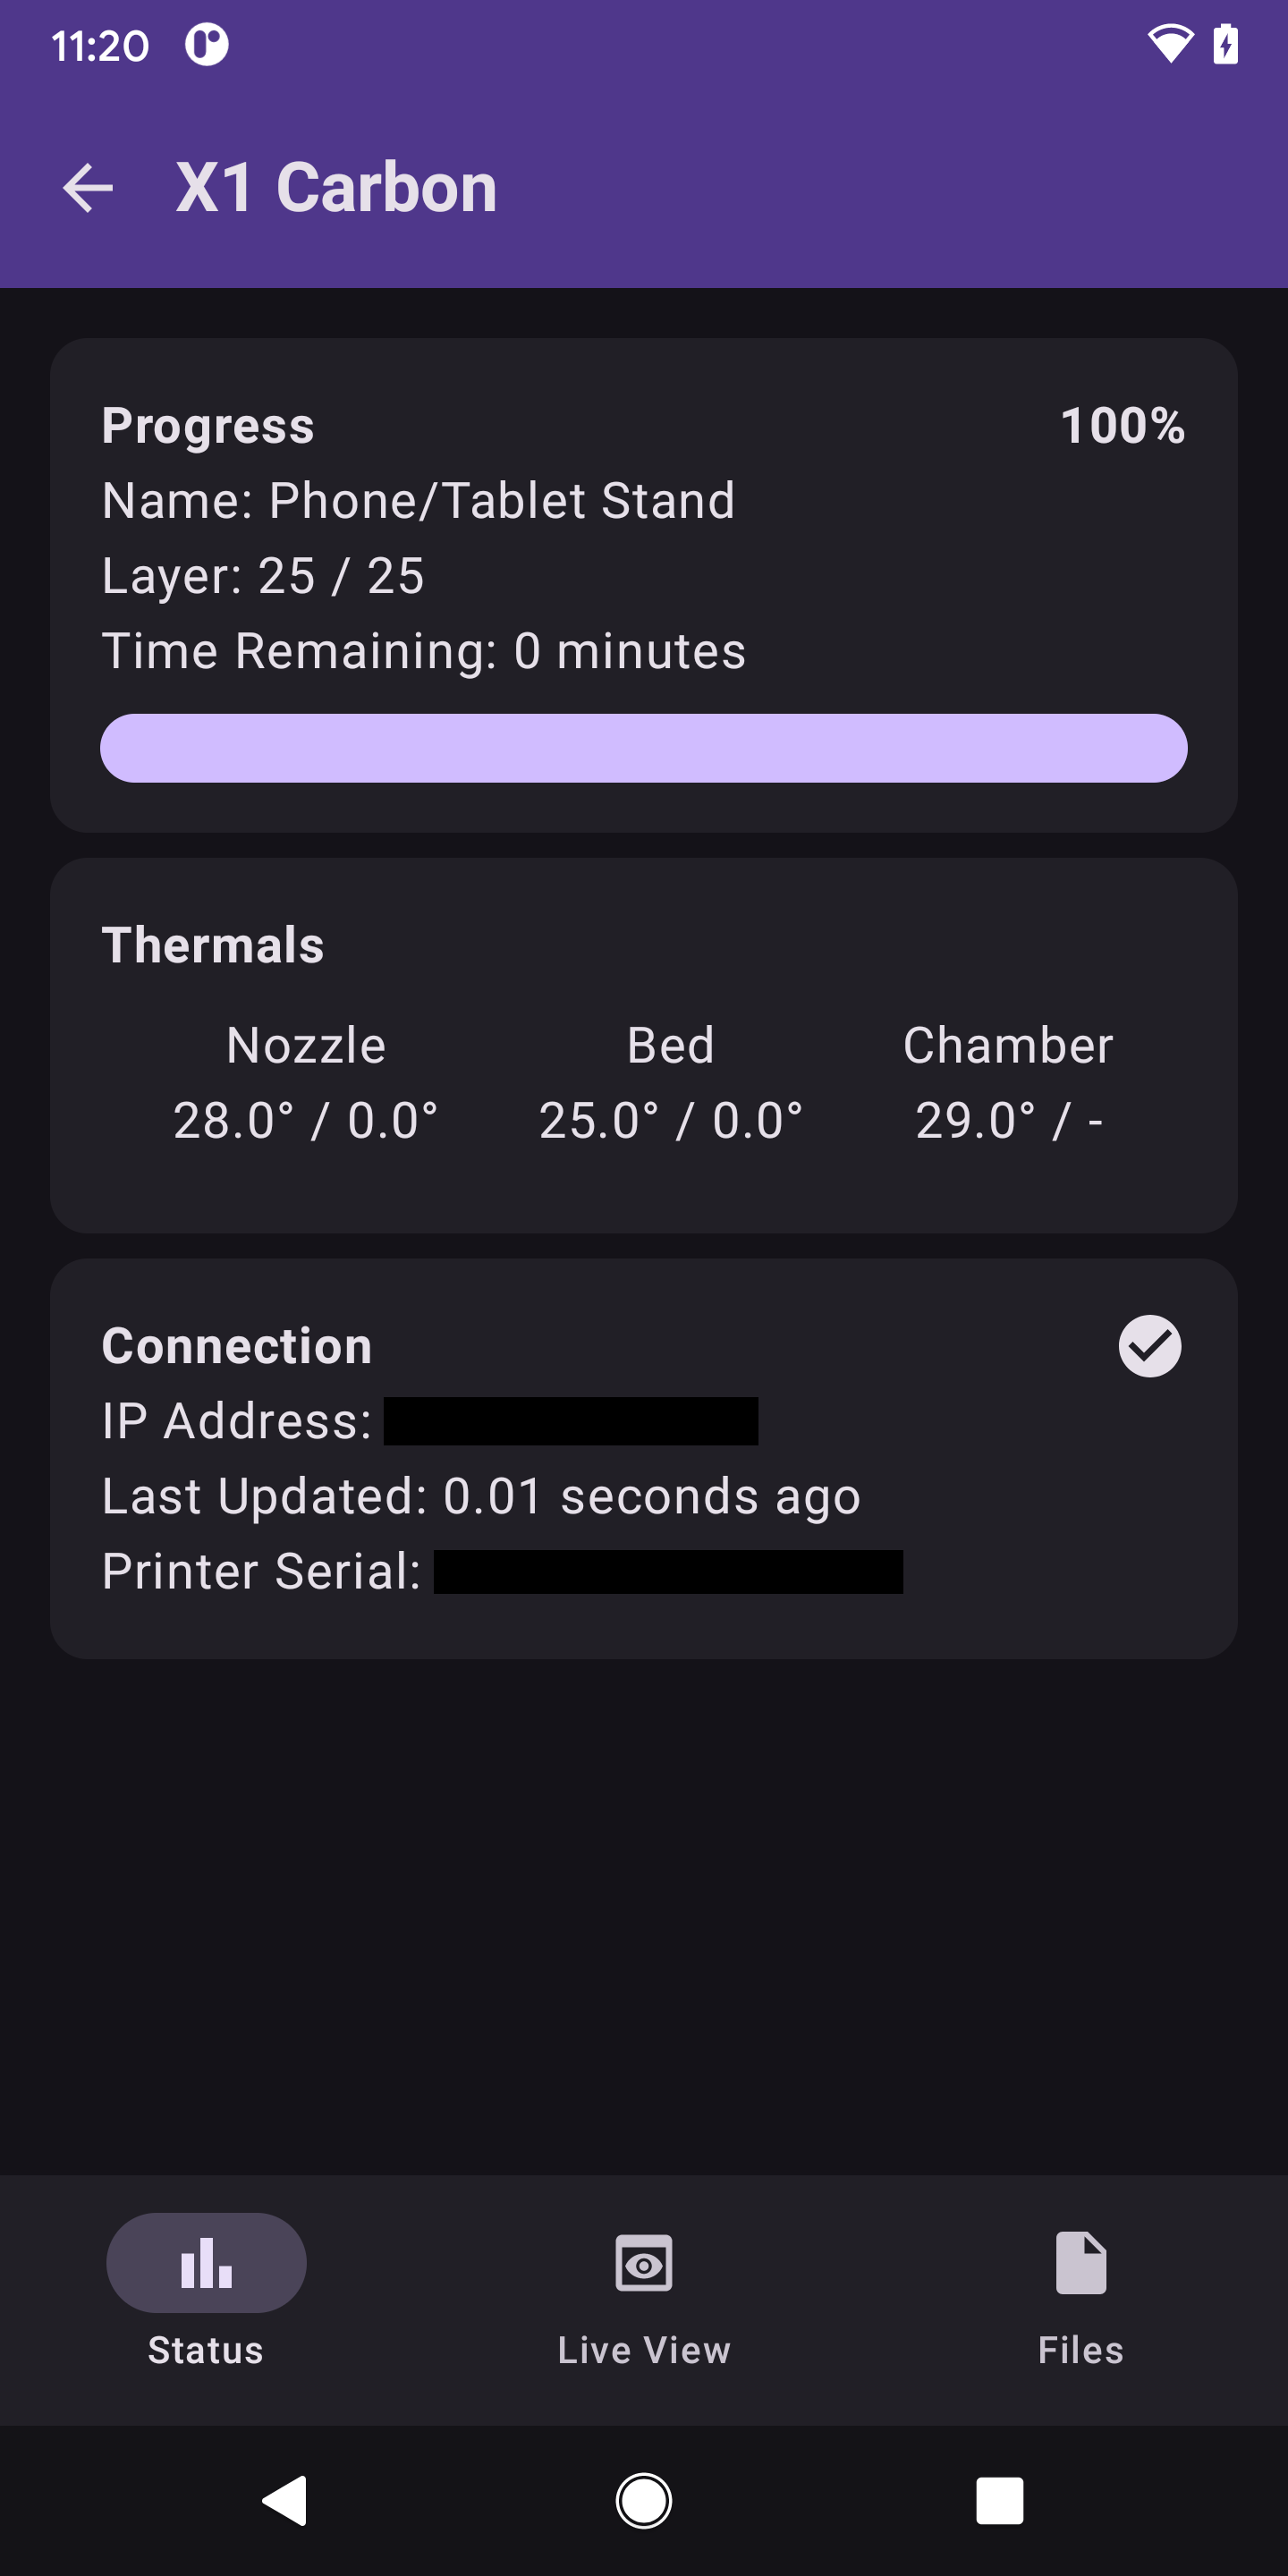 11:20
X1 Carbon
Progress 100%
Name: Phone/Tablet Stand
Layer: 25 / 25
Time Remaining: 0 minutes
Thermals
Nozzle Bed Chamber
28.0° / 0.0° 25.0° / 0.0° 29.0° / -
Connection
IP Address:
Last Updated: 0.01 seconds ago
Printer Serial:
Status Live View Files